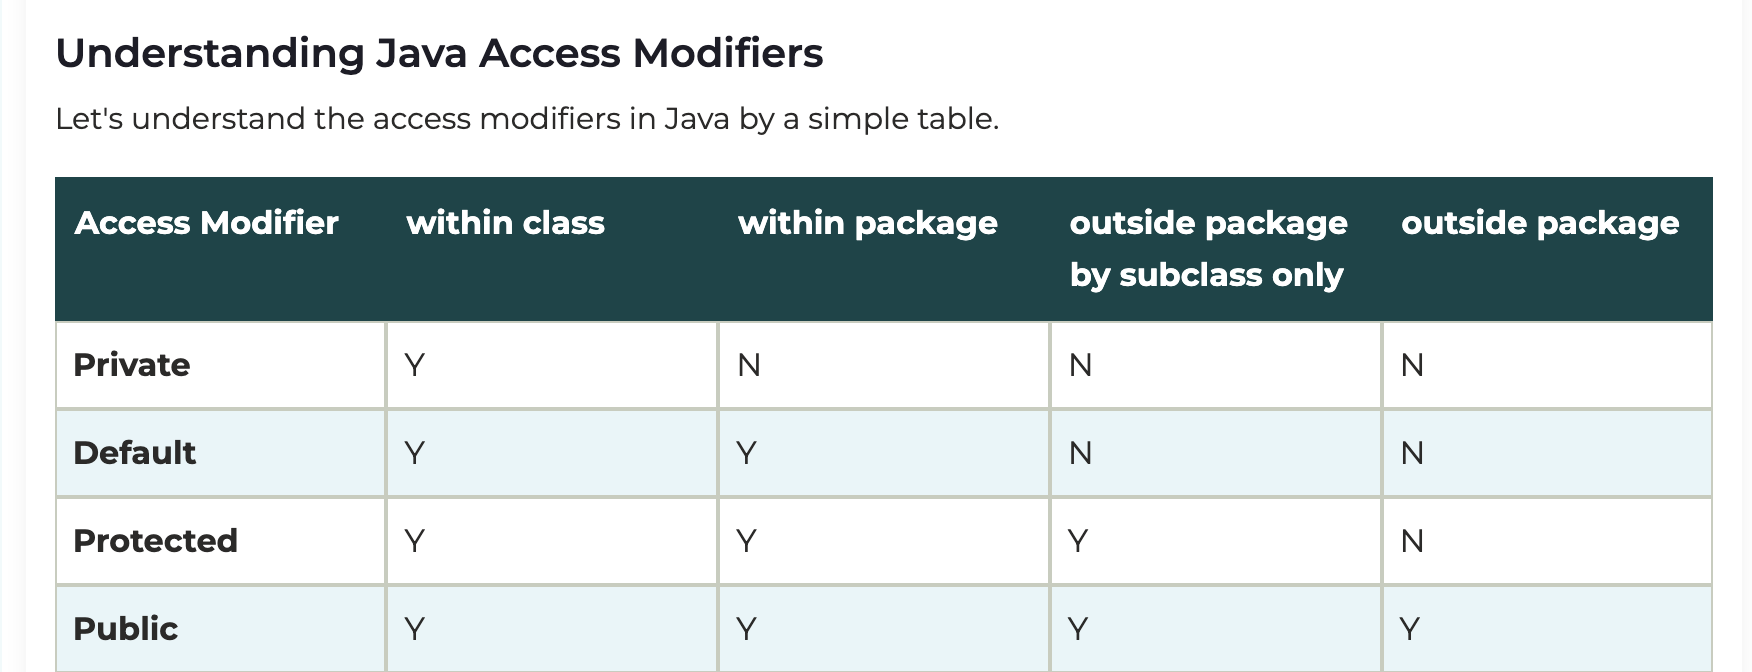 Understanding Java Access Modifiers
Let's understand the access modifiers in Java by a simple table.
Access Modifier within class within package outside package by subclass only outside package
Private Y N N N
Default Y Y N N
Protected Y Y Y N
Public Y Y Y Y